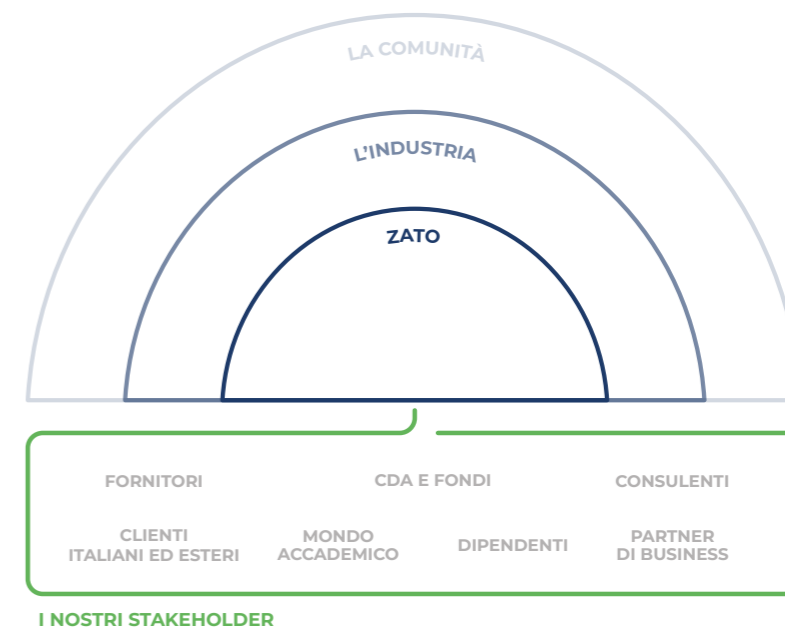 LA COMUNITÀ
L'INDUSTRIA
ZATO
FORNITORI
CDA E FONDI
CONSULENTI
CLIENTI
ITALIANI ED ESTERI
MONDO
ACCADEMICO
DIPENDENTI
PARTNER
DI BUSINESS
I NOSTRI STAKEHOLDER